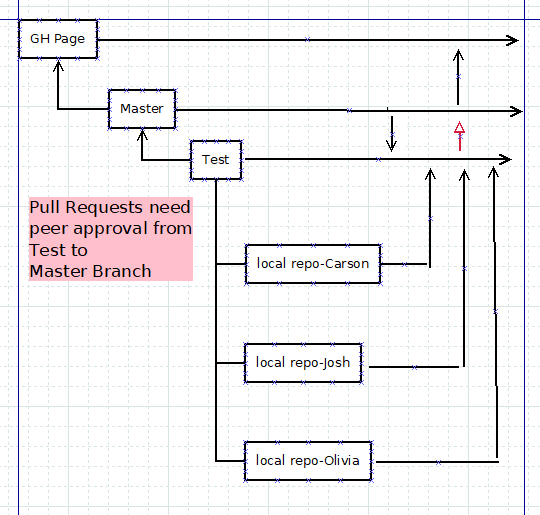 GH Page
Master
Test
Pull Requests need
peer approval from
Test to
Master Branch
local repo-Carson
local repo-Josh
local repo-Olivia